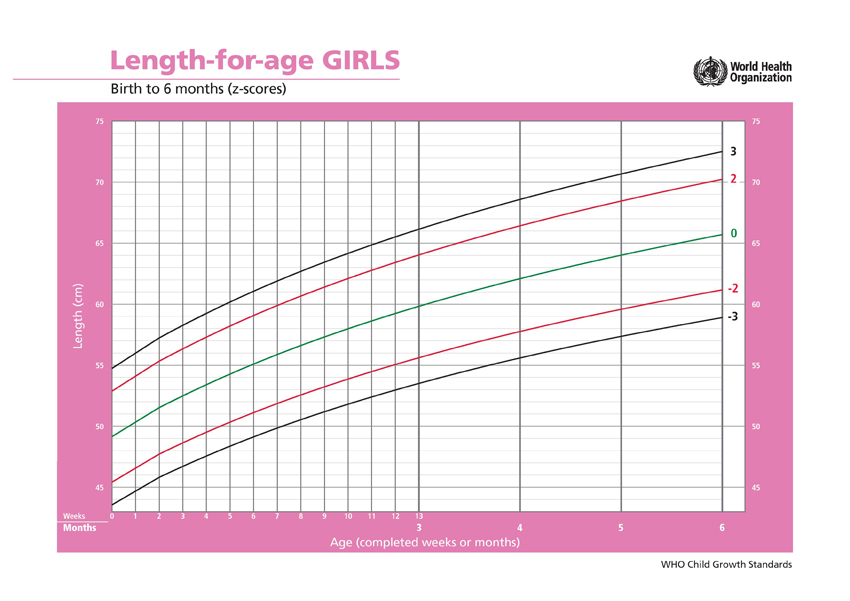 Length-for-age GIRLS
Birth to 6 months (z-scores)
World Health
Organization
75 75
3
2
70 70
0
65 65
-2
60 60
-3
55 55
50 50
45 45
Length (cm)
Weeks 0 1 2 3 4 5 6 7 8 9 10 11 12 13
Months 3 4 5 6
Age (completed weeks or months)
WHO Child Growth Standards